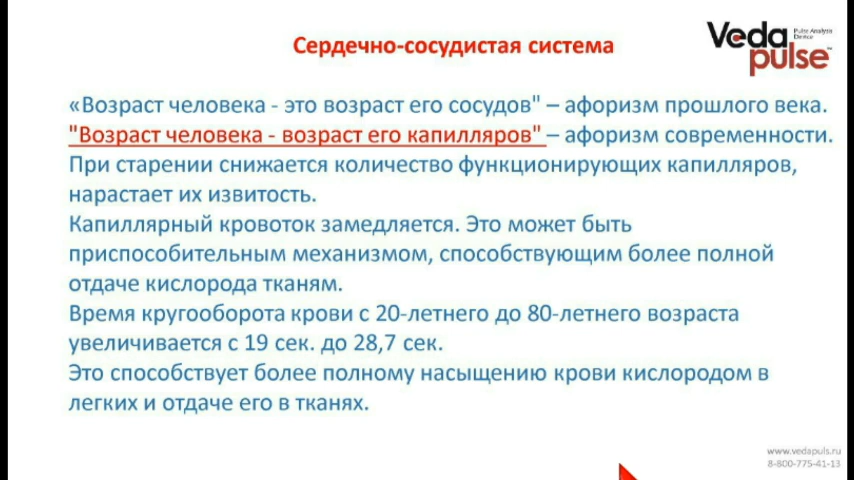 Сердечно-сосудистая система
Veda
Pulse Analysis
Device
pulse™
«Возраст человека - это возраст его сосудов" – афоризм прошлого века.
"Возраст человека - возраст его капилляров" – афоризм современности.
При старении снижается количество функционирующих капилляров,
нарастает их извитость.
Капиллярный кровоток замедляется. Это может быть
приспособительным механизмом, способствующим более полной
отдаче кислорода тканям.
Время кругооборота крови с 20-летнего до 80-летнего возраста
увеличивается с 19 сек. до 28,7 сек.
Это способствует более полному насыщению крови кислородом в
легких и отдаче его в тканях.
www.vedapuls.ru
8-800-775-41-13